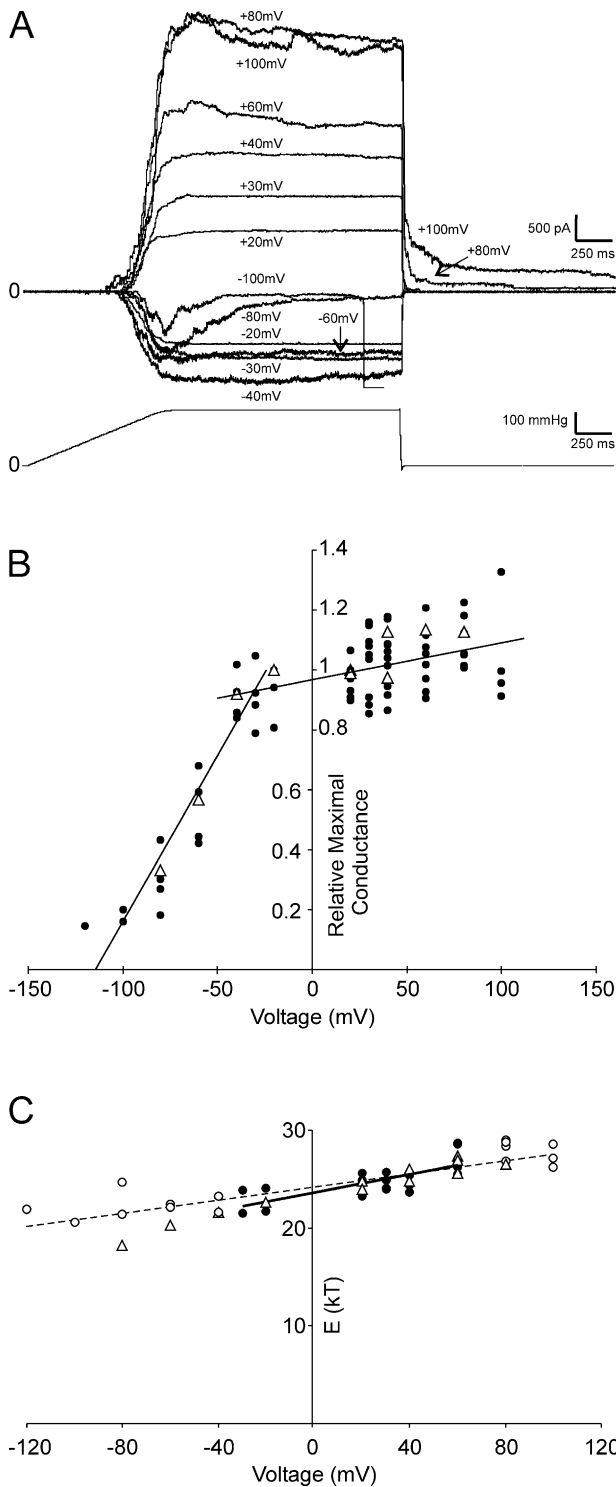 A
+80mV
+100mV
+60mV
+40mV
+30mV
+20mV
500 pA
250 ms
+100mV
+80mV
0
-100mV
-80mV
-60mV
-20mV
-30mV
-40mV
100 mmHg
250 ms
0
B
1.4
1.2
1
0.8
0.6
0.4
0.2
Relative Maximal
Conductance
-150 -100 -50 0 50 100 150
Voltage (mV)
C
30
20
10
E (kT)
-120 -80 -40 0 40 80 120
Voltage (mV)